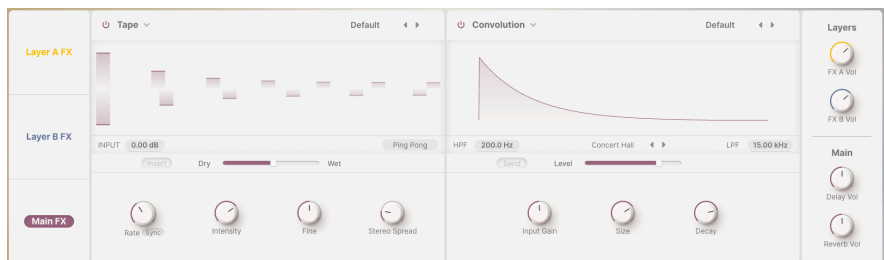 Layer A FX
Layer B FX
Main FX
Tape
Default
INPUT 0.00 dB
Ping Pong
Insert
Dry
Wet
Rate Sync
Intensity
Fine
Stereo Spread
Convolution
Default
HPF 200.0 Hz
Concert Hall
LPF 15.00 kHz
Send
Level
Input Gain
Size
Decay
Layers
FX A Vol
FX B Vol
Main
Delay Vol
Reverb Vol